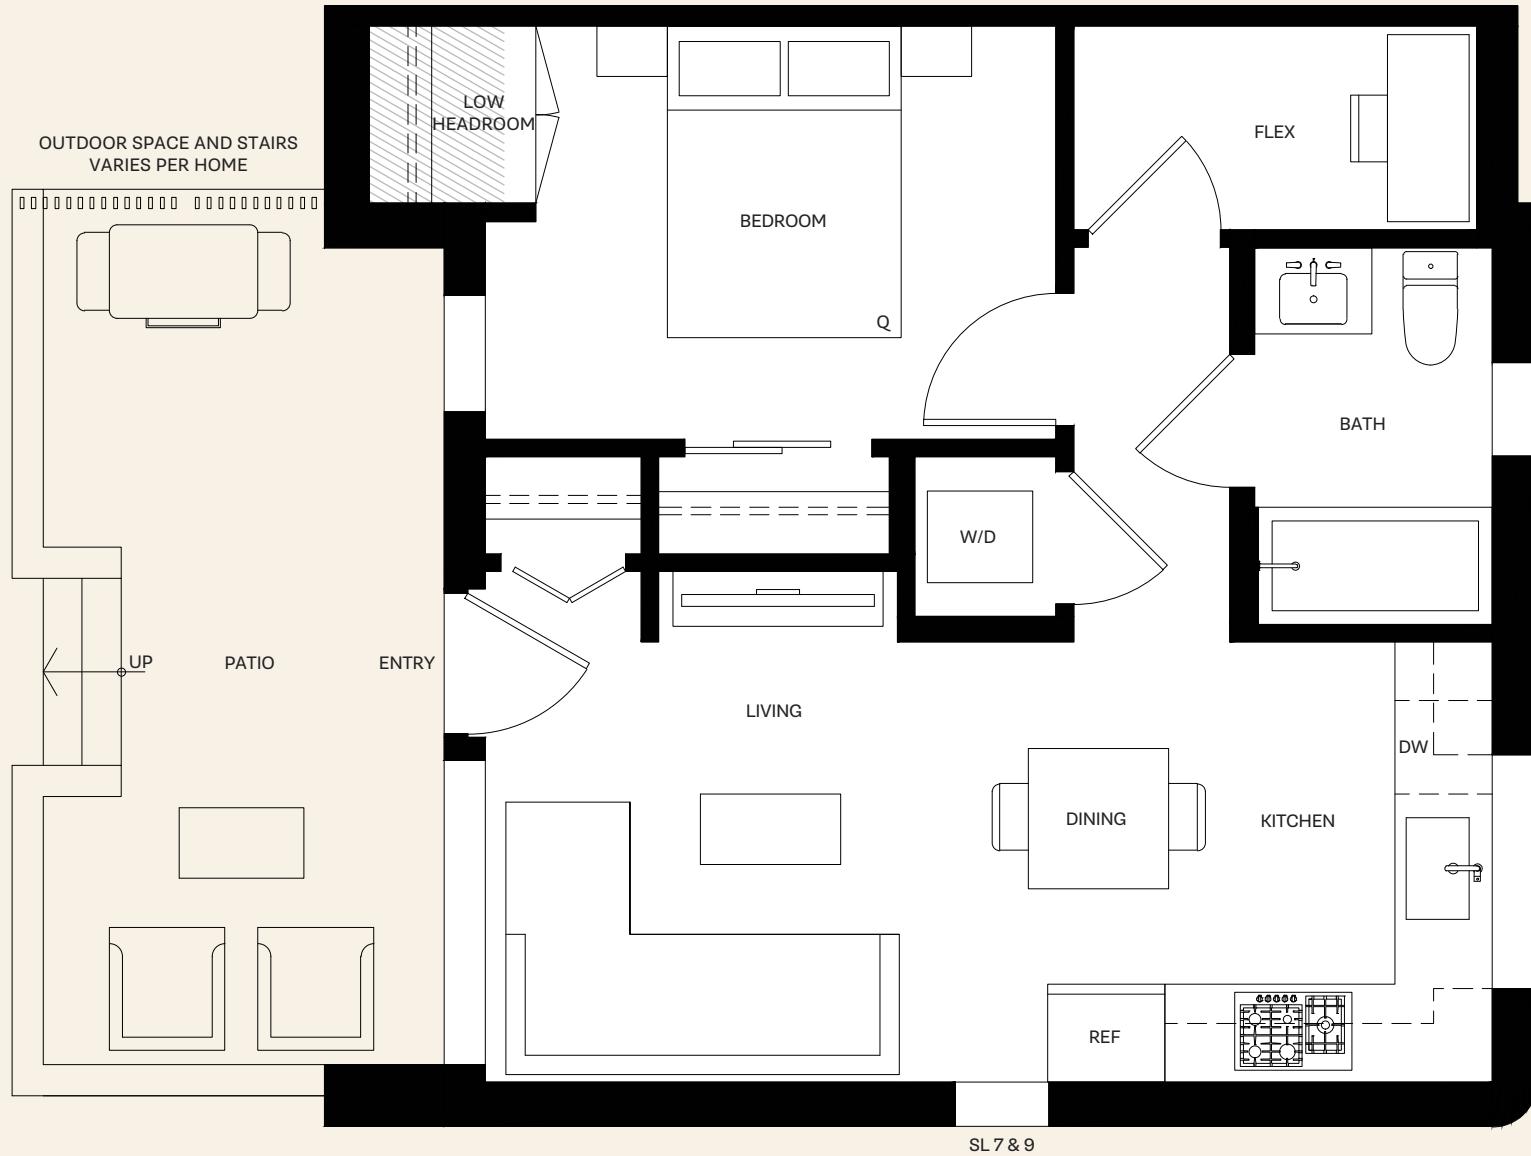 LOW
HEADROOM
FLEX
OUTDOOR SPACE AND STAIRS
VARIES PER HOME
BEDROOM
Q
BATH
W/D
UP
PATIO
ENTRY
LIVING
DW
DINING
KITCHEN
REF
SL 7 & 9